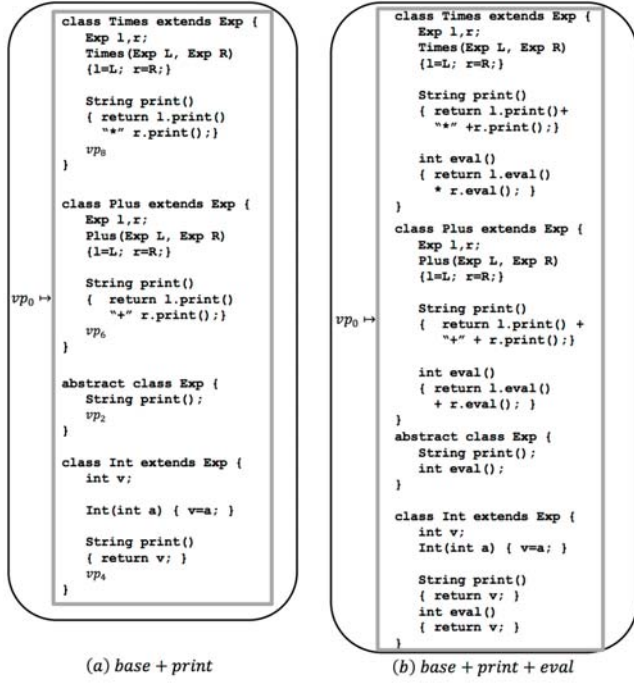 class Times extends Exp {
Exp l,r;
Times(Exp L, Exp R)
{l=L; r=R;}
String print()
{ return l.print()
“*” r.print();}
vp8
}
class Plus extends Exp {
Exp l,r;
Plus(Exp L, Exp R)
{l=L; r=R;}
String print()
{ return l.print()
“+” r.print();}
vp6
}
abstract class Exp {
String print();
vp2
}
class Int extends Exp {
int v;
Int(int a) { v=a; }
String print()
{ return v; }
vp4
}
vp0 ↦
(a) base + print
class Times extends Exp {
Exp l,r;
Times(Exp L, Exp R)
{l=L; r=R;}
String print()
{ return l.print()+
“*” +r.print();}
int eval()
{ return l.eval()
* r.eval(); }
}
class Plus extends Exp {
Exp l,r;
Plus(Exp L, Exp R)
{l=L; r=R;}
String print()
{ return l.print() +
“+” + r.print();}
int eval()
{ return l.eval()
+ r.eval(); }
}
abstract class Exp {
String print();
int eval();
}
class Int extends Exp {
int v;
Int(int a) { v=a; }
String print()
{ return v; }
int eval()
{ return v; }
}
vp0 ↦
(b) base + print + eval